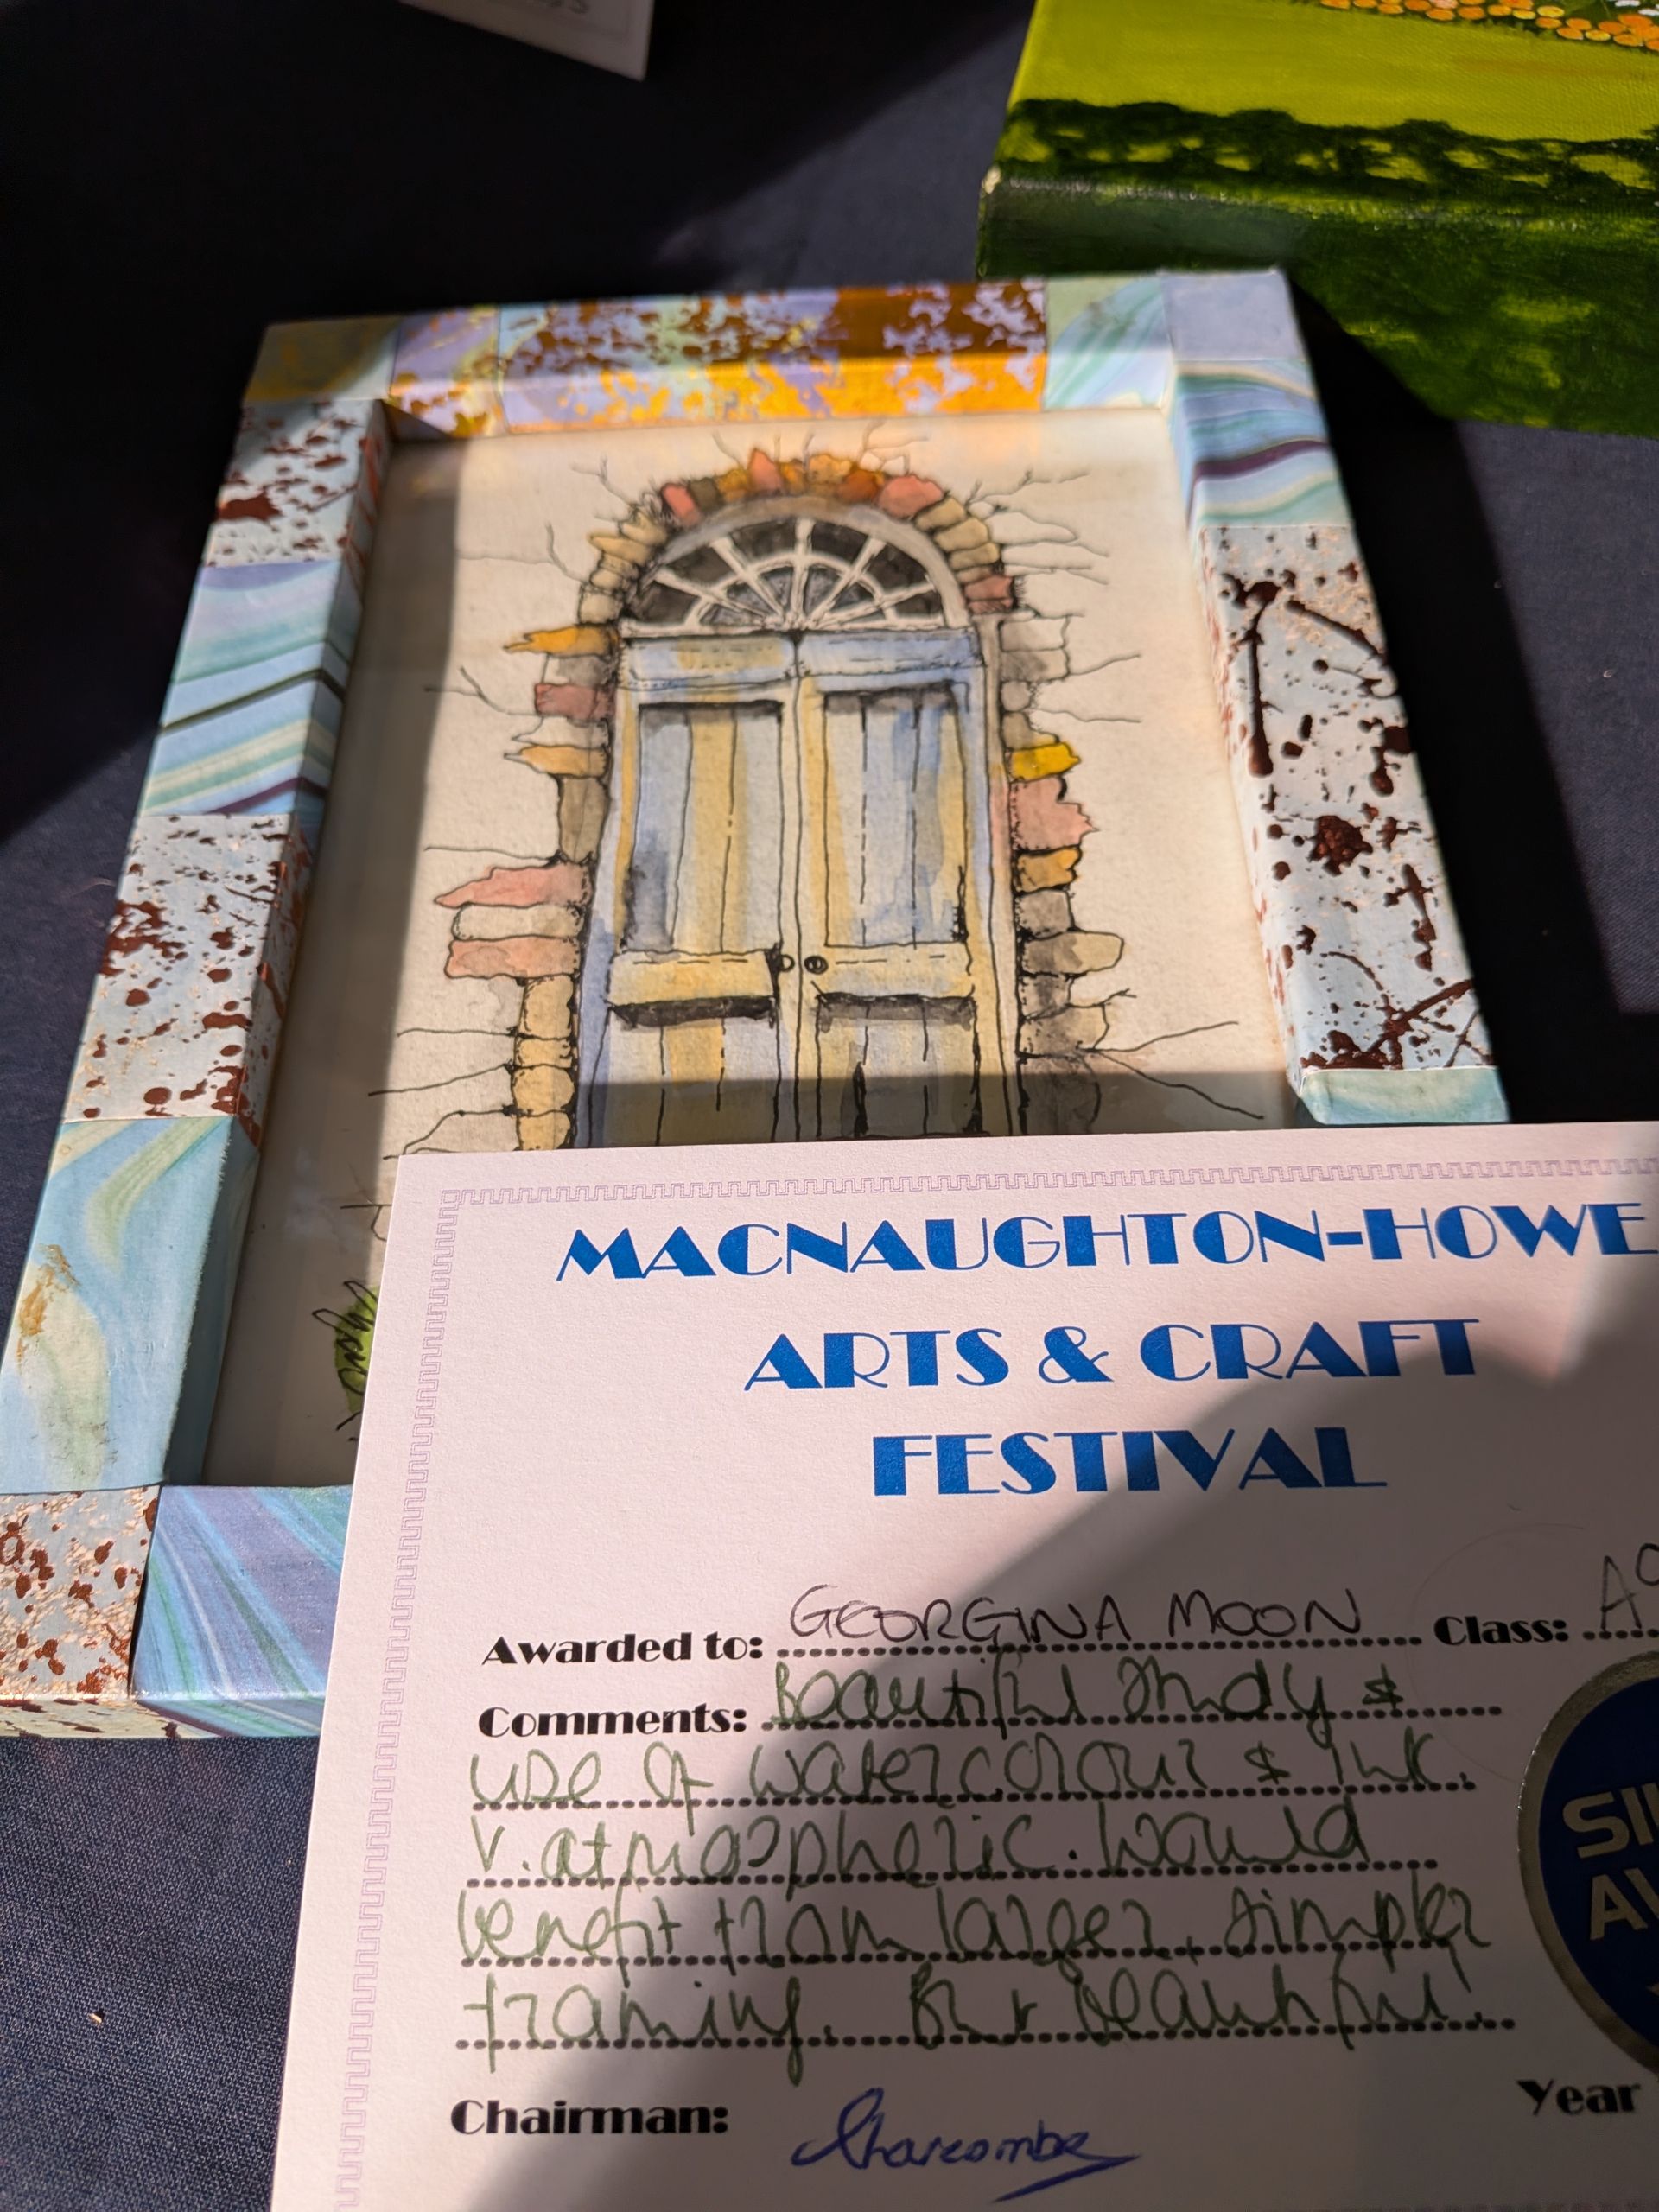 MACNAUGHTON-HOWE
ARTS & CRAFT
FESTIVAL
Awarded to: GEORGINA MOON Class:
Comments: Beautiful study &
use of watercolour & ink.
v. atmospheric. Would
benefit from larger, simpler
framing. But beautiful.
Chairman:
Year